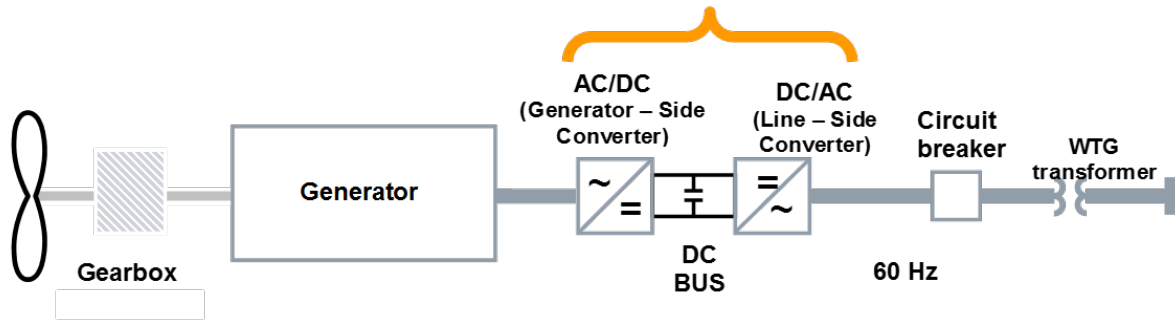 AC/DC
(Generator – Side
Converter)
DC/AC
(Line – Side
Converter)
Circuit
breaker
WTG
transformer
Generator
~
=
=
~
Gearbox
DC
BUS
60 Hz